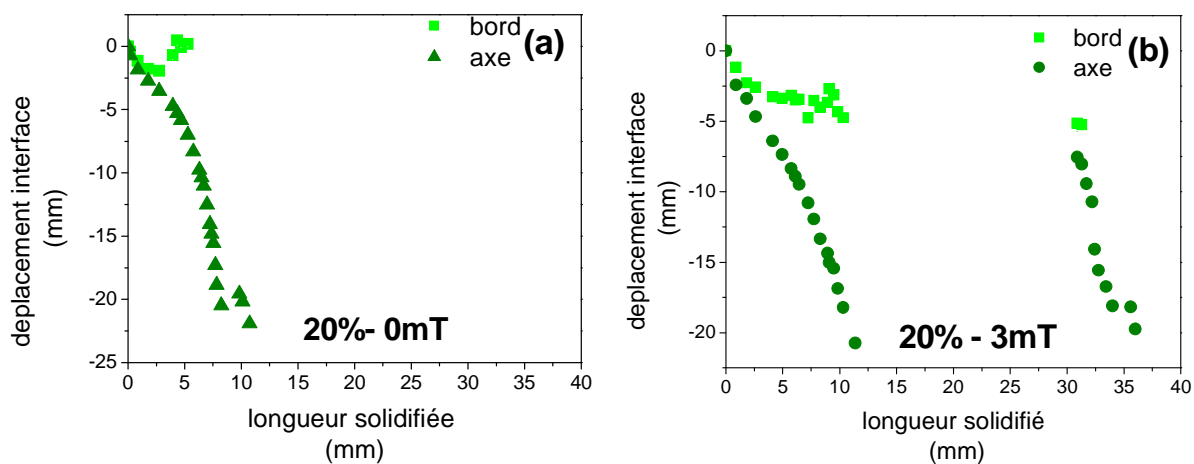 bord
axe
(a)
0
-5
-10
-15
-20
-25
deplacement interface
(mm)
20%- 0mT
0 5 10 15 20 25 30 35 40
longueur solidifiée
(mm)
bord
axe
(b)
0
-5
-10
-15
-20
deplacement interface
(mm)
20% - 3mT
0 5 10 15 20 25 30 35 40
longueur solidifié
(mm)